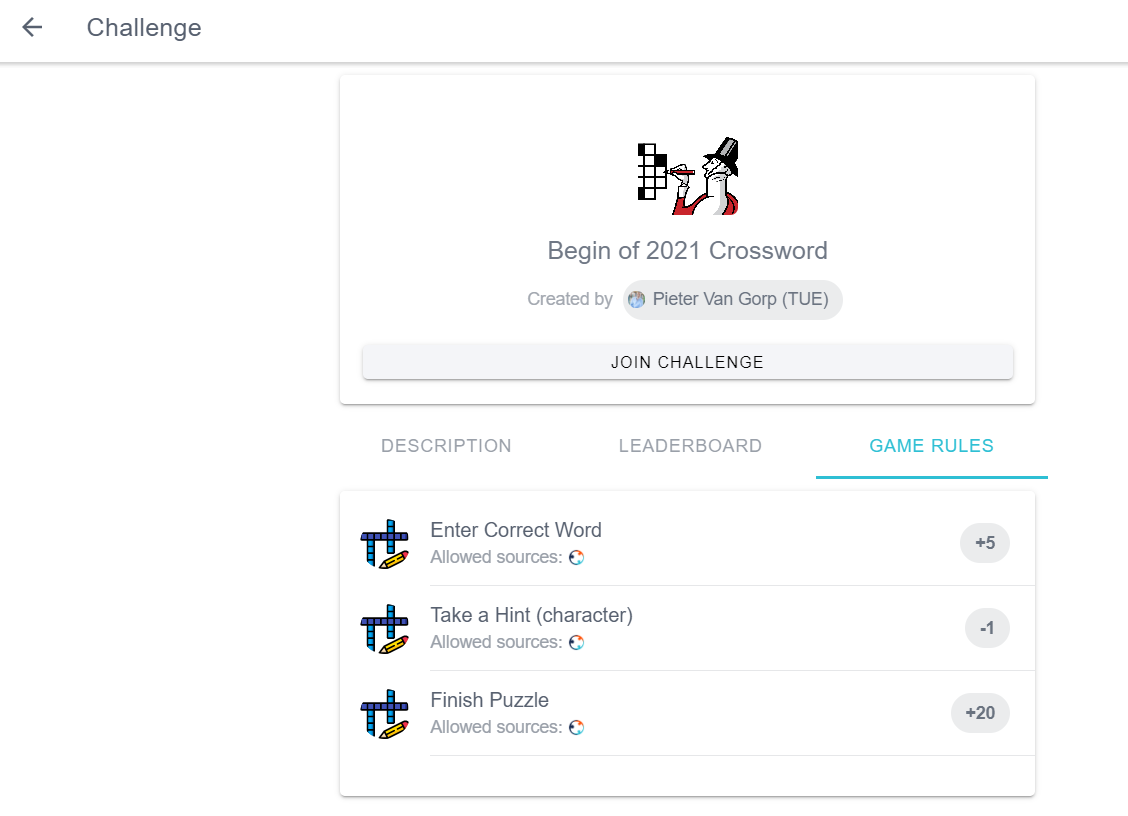 Challenge
Begin of 2021 Crossword
Created by Pieter Van Gorp (TUE)
JOIN CHALLENGE
DESCRIPTION LEADERBOARD GAME RULES
Enter Correct Word +5
Allowed sources:
Take a Hint (character) -1
Allowed sources:
Finish Puzzle +20
Allowed sources: